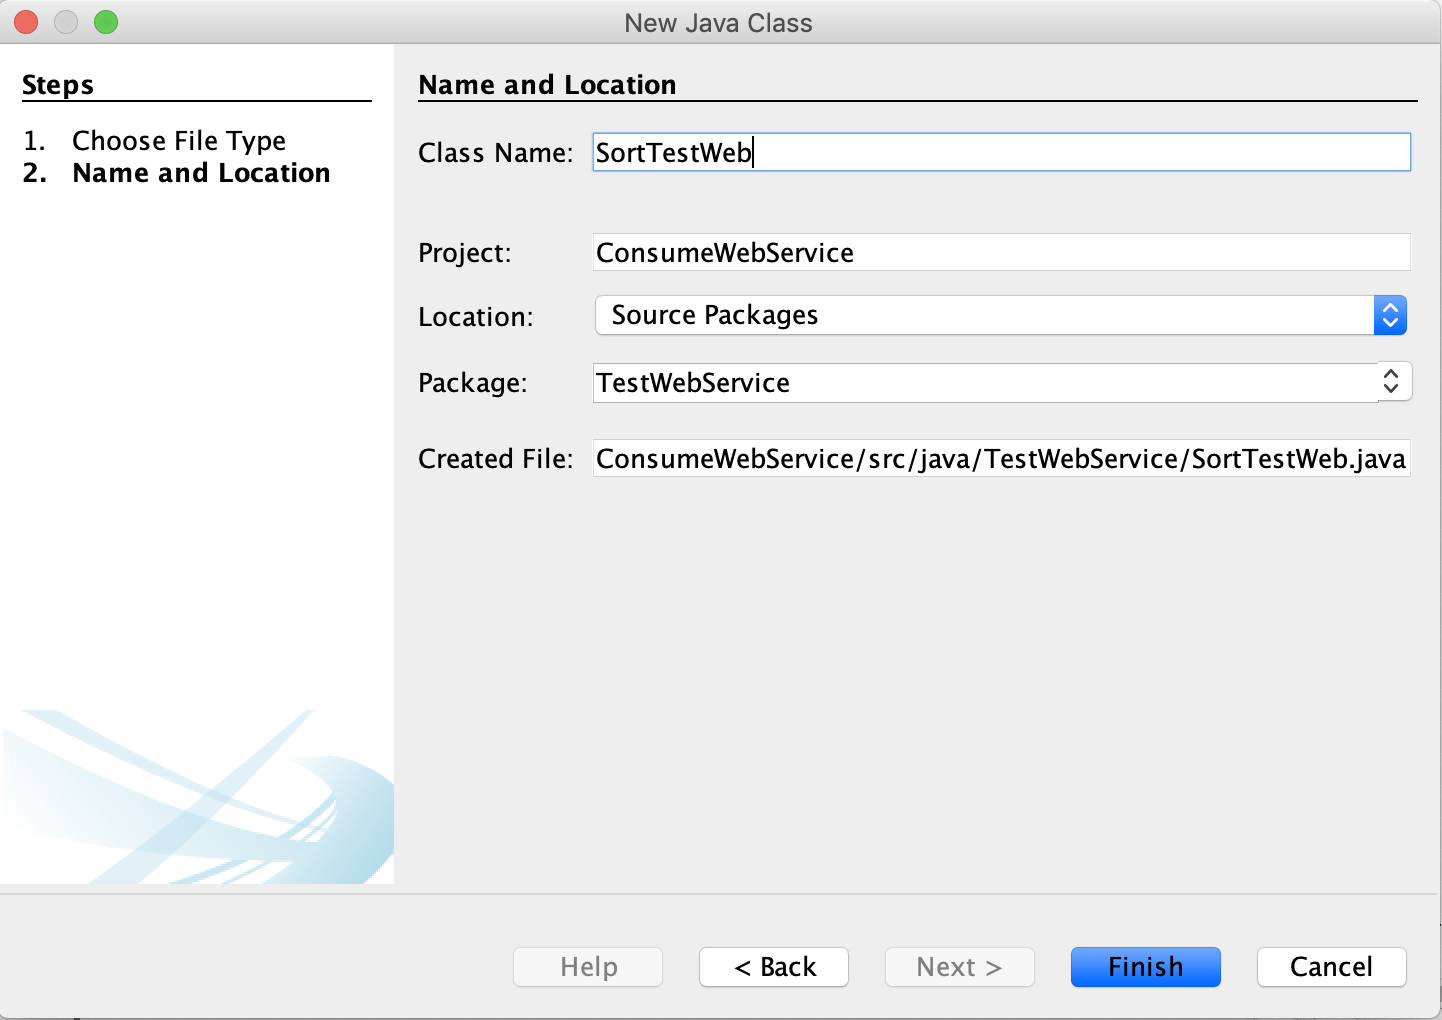 New Java Class
Steps
1. Choose File Type
2. Name and Location
Name and Location
Class Name: SortTestWeb
Project: ConsumeWebService
Location: Source Packages
Package: TestWebService
Created File: ConsumeWebService/src/java/TestWebService/SortTestWeb.java
Help < Back Next > Finish Cancel